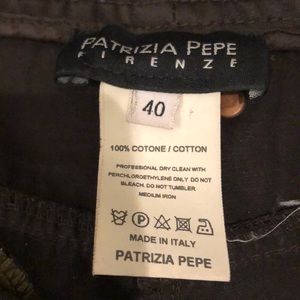 PATRIZIA PEPE
FIRENZE
40
100% COTONE / COTTON
PROFESSIONAL DRY CLEAN WITH
PERCHLOROETHYLENE ONLY DO NOT
BLEACH. DO NOT TUMBLER
MEDIUM IRON
P
MADE IN ITALY
PATRIZIA PEPE